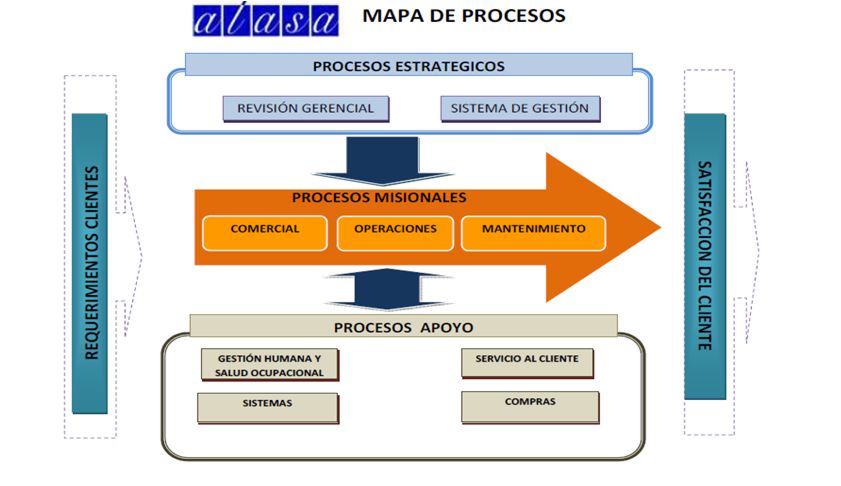 alasa
MAPA DE PROCESOS
PROCESOS ESTRATEGICOS
REVISIÓN GERENCIAL
SISTEMA DE GESTIÓN
REQUERIMIENTOS CLIENTES
PROCESOS MISIONALES
COMERCIAL
OPERACIONES
MANTENIMIENTO
SATISFACCION DEL CLIENTE
PROCESOS APOYO
GESTIÓN HUMANA Y
SALUD OCUPACIONAL
SERVICIO AL CLIENTE
SISTEMAS
COMPRAS